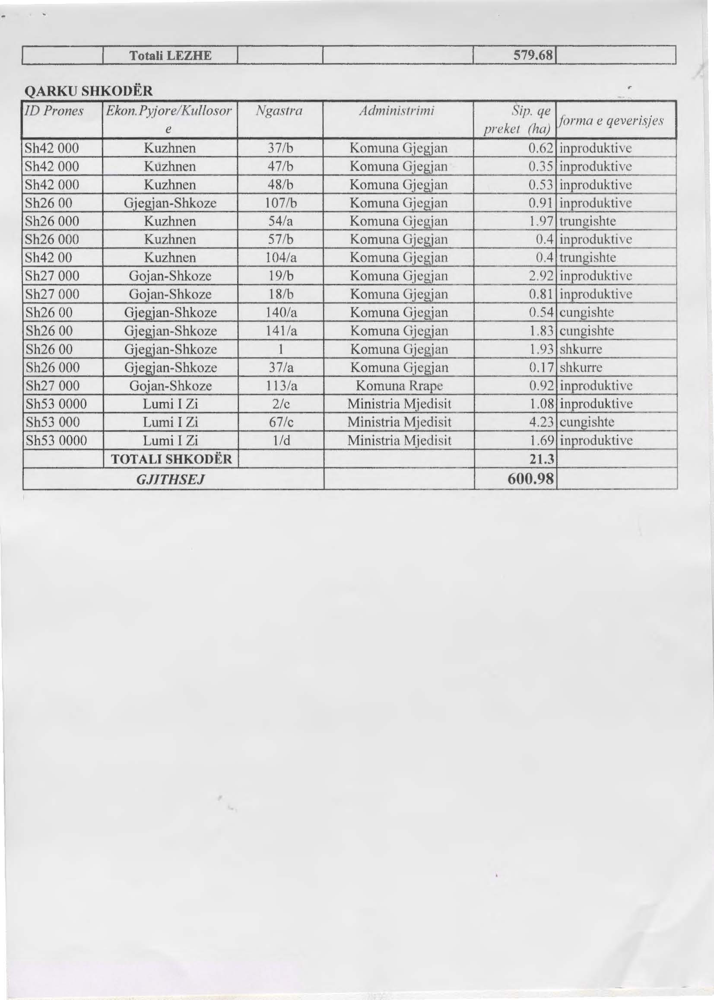 Totali LEZHE 579.68
QARKU SHKODËR
ID Prones Ekon.Pyjore/Kullosor Ngastra Administrimi Sip. qe forma e qeverisjes
e preket (ha)
Sh42 000 Kuzhnen 37/b Komuna Gjegjan 0.62 inproduktive
Sh42 000 Kuzhnen 47/b Komuna Gjegjan 0.35 inproduktive
Sh42 000 Kuzhnen 48/b Komuna Gjegjan 0.53 inproduktive
Sh26 00 Gjegjan-Shkoze 107/b Komuna Gjegjan 0.91 inproduktive
Sh26 000 Kuzhnen 54/a Komuna Gjegjan 1.97 trungishte
Sh26 000 Kuzhnen 57/b Komuna Gjegjan 0.4 inproduktive
Sh42 00 Kuzhnen 104/a Komuna Gjegjan 0.4 trungishte
Sh27 000 Gojan-Shkoze 19/b Komuna Gjegjan 2.92 inproduktive
Sh27 000 Gojan-Shkoze 18/b Komuna Gjegjan 0.81 inproduktive
Sh26 00 Gjegjan-Shkoze 140/a Komuna Gjegjan 0.54 cungishte
Sh26 00 Gjegjan-Shkoze 141/a Komuna Gjegjan 1.83 cungishte
Sh26 00 Gjegjan-Shkoze 1 Komuna Gjegjan 1.93 shkurre
Sh26 000 Gjegjan-Shkoze 37/a Komuna Gjegjan 0.17 shkurre
Sh27 000 Gojan-Shkoze 113/a Komuna Rrape 0.92 inproduktive
Sh53 0000 Lumi I Zi 2/c Ministria Mjedisit 1.08 inproduktive
Sh53 000 Lumi I Zi 67/c Ministria Mjedisit 4.23 cungishte
Sh53 0000 Lumi I Zi 1/d Ministria Mjedisit 1.69 inproduktive
TOTALI SHKODËR 21.3
GJITHSEJ 600.98